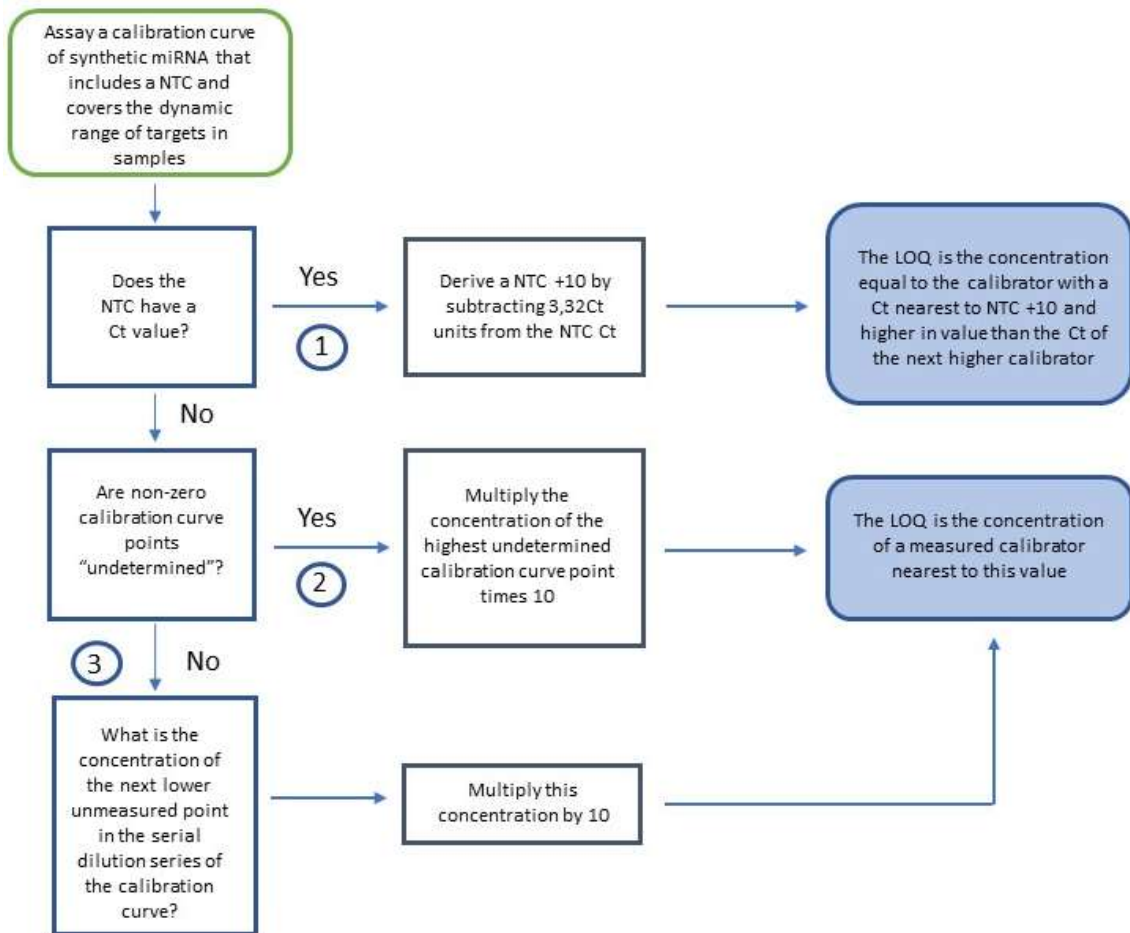 Assay a calibration curve
of synthetic miRNA that
includes a NTC and
covers the dynamic
range of targets in
samples
Does the
NTC have a
Ct value?
Yes
1
Derive a NTC +10 by
subtracting 3,32Ct
units from the NTC Ct
The LOQ is the concentration
equal to the calibrator with a
Ct nearest to NTC +10 and
higher in value than the Ct of
the next higher calibrator
No
Are non-zero
calibration curve
points
“undetermined”?
Yes
2
Multiply the
concentration of the
highest undetermined
calibration curve point
times 10
The LOQ is the concentration
of a measured calibrator
nearest to this value
3
No
What is the
concentration of
the next lower
unmeasured point
in the serial
dilution series of
the calibration
curve?
Multiply this
concentration by 10